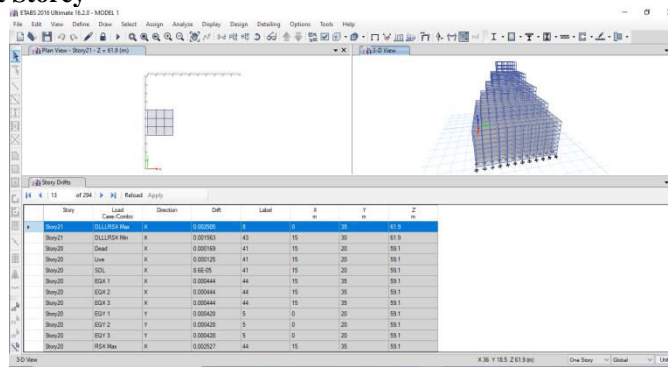 Storey
ETABS 2016 Ultimate 16.2.0 - MODEL 1
File Edit View Define Draw Select Assign Analyze Display Design Detailing Options Tools Help
Plan View - Story21 - Z = 61.9 (m)
3-D View
Story Drifts
13 of 294 Reload Apply
Story Load Case/Combo Direction Drift Label X m Y m Z m
Story21 DLLLRSX Max X 0.002505 8 0 35 61.9
Story21 DLLLRSX Min X 0.001963 43 15 30 61.9
Story20 Dead X 0.000169 41 15 20 59.1
Story20 Live X 0.000125 41 15 20 59.1
Story20 SDL X 41 15 20 59.1
Story20 EQX 1 X 0.000444 44 15 35 59.1
Story20 EQX 2 X 0.000444 44 15 35 59.1
Story20 EQX 3 X 0.000444 44 15 35 59.1
Story20 EQY 1 Y 0.000428 5 0 20 59.1
Story20 EQY 2 Y 0.000428 5 0 20 59.1
Story20 EQY 3 Y 0.000428 5 0 20 59.1
Story20 RSX Max X 0.002527 44 15 35 59.1
3-D View X 36 Y 18.5 Z 61.9 (m) One Story Global